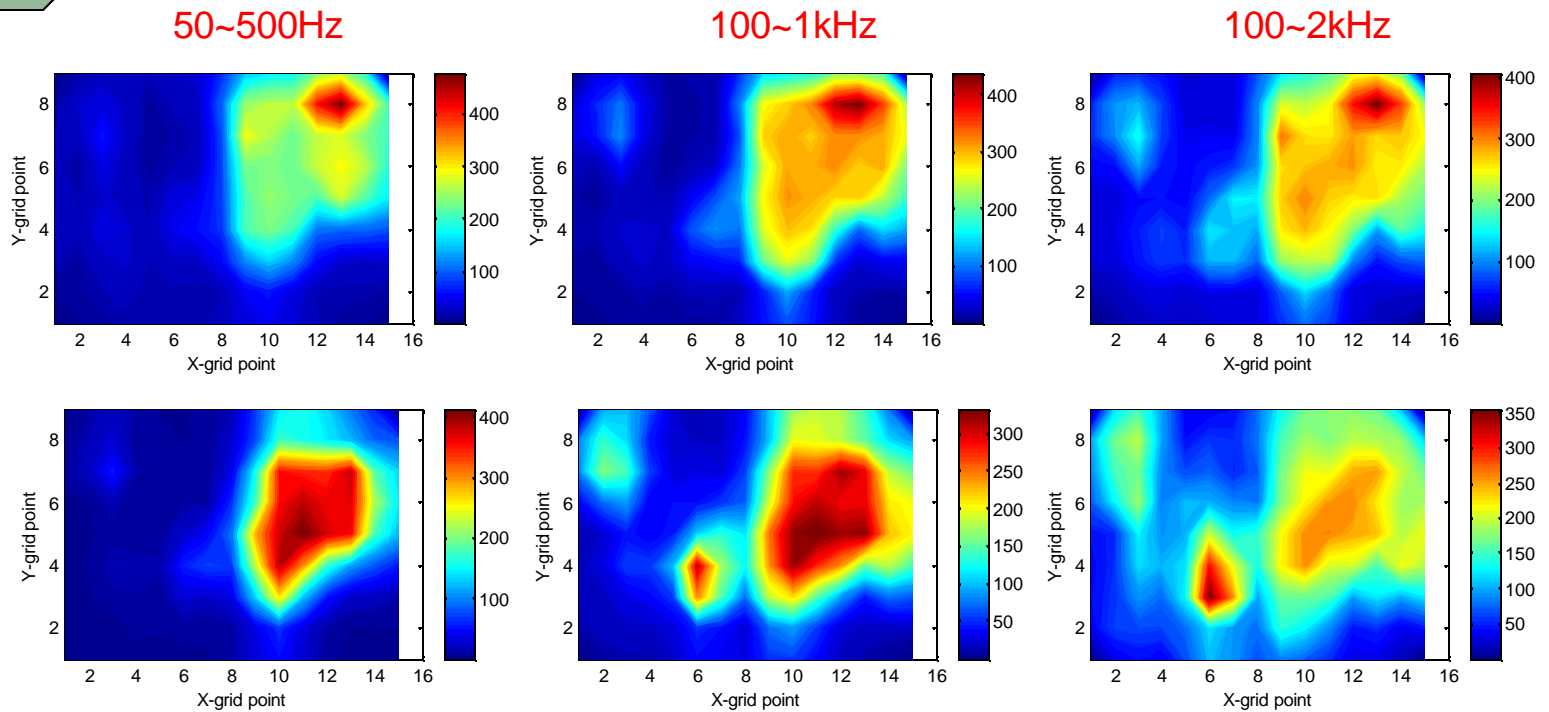 50~500Hz
100~1kHz
100~2kHz
Y-grid point
8
6
4
2
2 4 6 8 10 12 14 16
X-grid point
400
300
200
100
Y-grid point
8
6
4
2
2 4 6 8 10 12 14 16
X-grid point
400
300
200
100
Y-grid point
8
6
4
2
2 4 6 8 10 12 14 16
X-grid point
400
300
200
100
Y-grid point
8
6
4
2
2 4 6 8 10 12 14 16
X-grid point
400
300
200
100
Y-grid point
8
6
4
2
2 4 6 8 10 12 14 16
X-grid point
300
250
200
150
100
50
Y-grid point
8
6
4
2
2 4 6 8 10 12 14 16
X-grid point
350
300
250
200
150
100
50